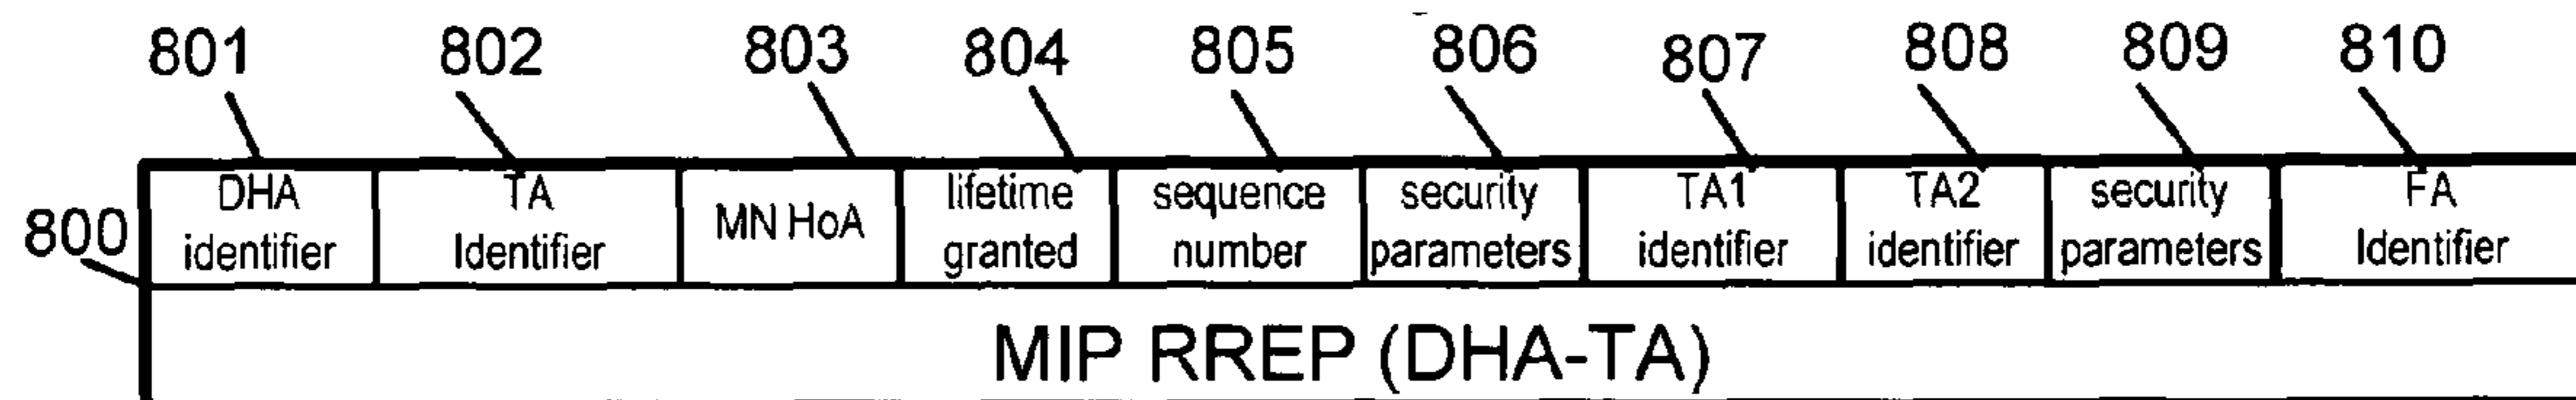 801 802 803 804 805 806 807 808 809 810
800
DHA identifier
TA Identifier
MN HoA
lifetime granted
sequence number
security parameters
TA1 identifier
TA2 identifier
security parameters
FA Identifier
MIP RREP (DHA-TA)